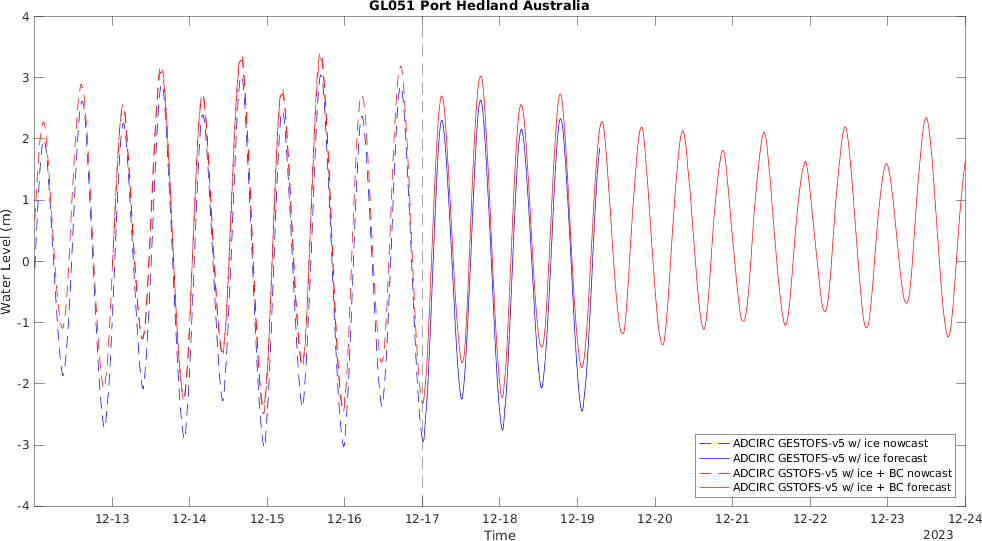 GL051 Port Hedland Australia
4
3
2
1
0
-1
-2
-3
-4
Water Level (m)
12-13 12-14 12-15 12-16 12-17 12-18 12-19 12-20 12-21 12-22 12-23 12-24
Time
2023
ADCIRC GESTOFS-v5 w/ ice nowcast
ADCIRC GESTOFS-v5 w/ ice forecast
ADCIRC GSTOFS-v5 w/ ice + BC nowcast
ADCIRC GSTOFS-v5 w/ ice + BC forecast